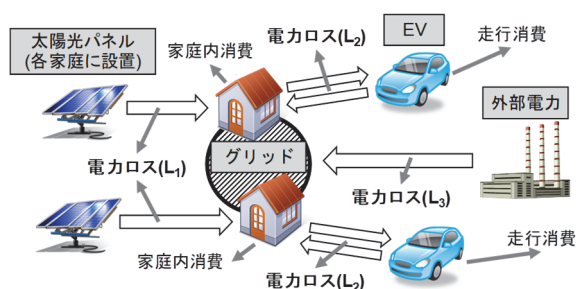 太陽光パネル
(各家庭に設置)
家庭内消費
電力ロス(L2)
EV
走行消費
外部電力
電力ロス(L1)
グリッド
電力ロス(L3)
家庭内消費
電力ロス(L2)
走行消費